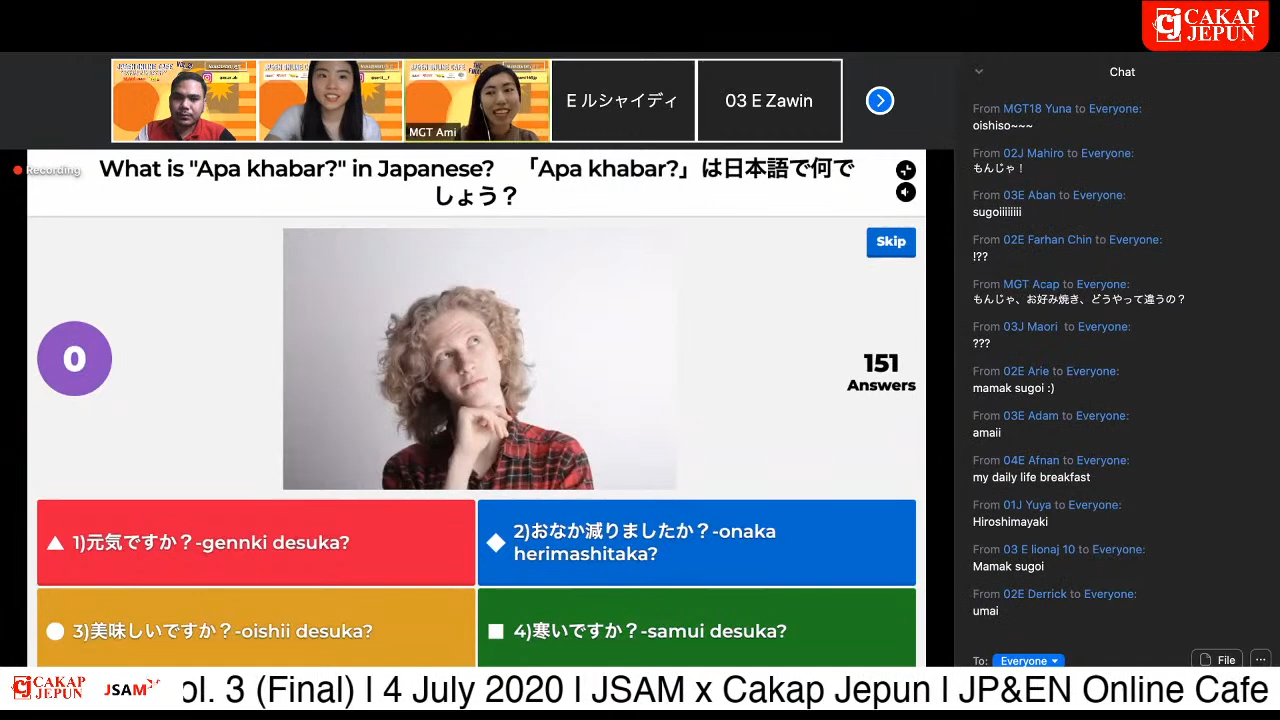 CAKAP
JEPUN
JP&EN ONLINE CAFE
MGT Ami
E ルシャイディ
03 E Zawin
Chat
Recording
What is "Apa khabar?" in Japanese? 「Apa khabar?」は日本語で何で
しょう？
Skip
0
151
Answers
1)元気ですか？-gennki desuka?
2)おなか減りましたか？-onaka
herimashitaka?
3)美味しいですか？-oishii desuka?
4)寒いですか？-samui desuka?
From MGT18 Yuna to Everyone:
oishiso~~~
From 02J Mahiro to Everyone:
もんじゃ！
From 03E Aban to Everyone:
sugoiiiiiiii
From 02E Farhan Chin to Everyone:
!??
From MGT Acap to Everyone:
もんじゃ、お好み焼き、どうやって違うの？
From 03J Maori to Everyone:
???
From 02E Arie to Everyone:
mamak sugoi :)
From 03E Adam to Everyone:
amaii
From 04E Afnan to Everyone:
my daily life breakfast
From 01J Yuya to Everyone:
Hiroshimayaki
From 03 E lionaj 10 to Everyone:
Mamak sugoi
From 02E Derrick to Everyone:
umai
To: Everyone
File
CAKAP
JEPUN
JSAM
ol. 3 (Final) I 4 July 2020 I JSAM x Cakap Jepun I JP&EN Online Cafe